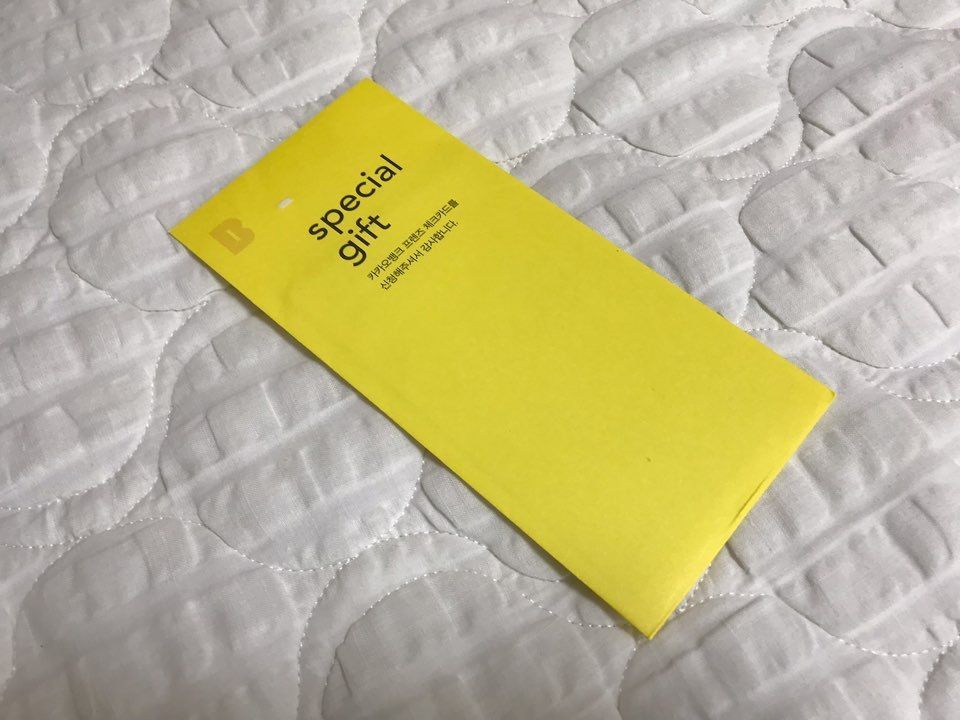 B
special
gift
카카오뱅크 프렌즈 체크카드를
신청해주셔서 감사합니다.